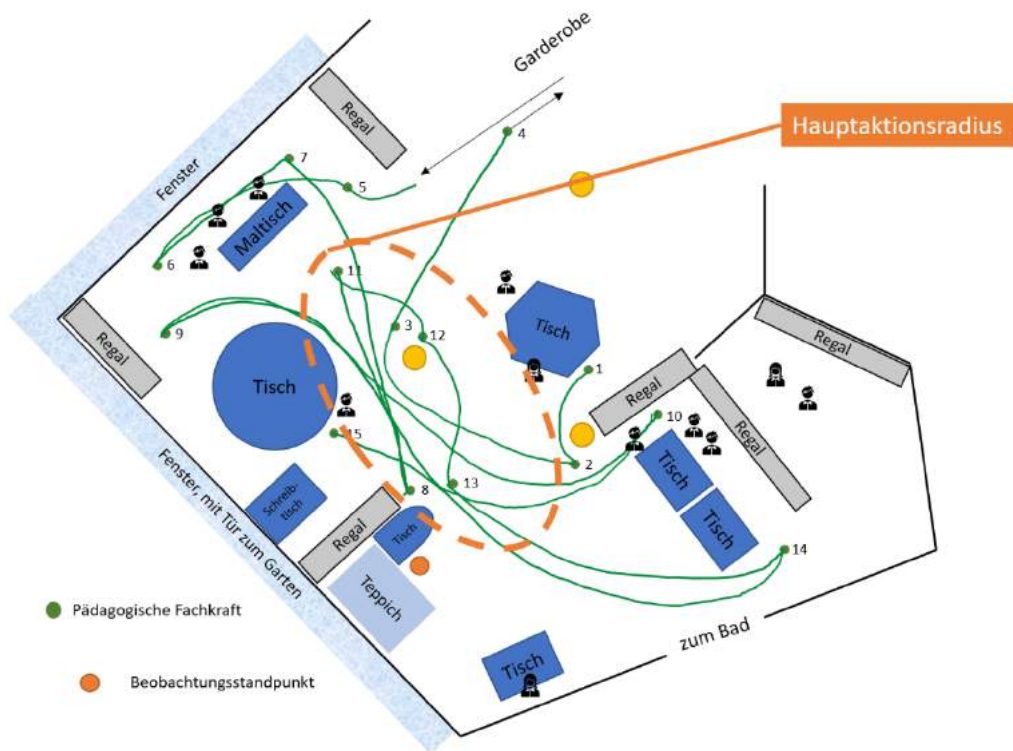 Garderobe
Regal
4
Hauptaktionsradius
7
5
Fenster
Maltisch
6
11
3
12
Tisch
9
Regal
1
Regal
Regal
Tisch
10
Regal
15
2
Tisch
8
13
Schreib-
tisch
Regal
Tisch
Tisch
14
Fenster, mit Tür zum Garten
Teppich
Pädagogische Fachkraft
zum Bad
Tisch
Beobachtungsstandpunkt